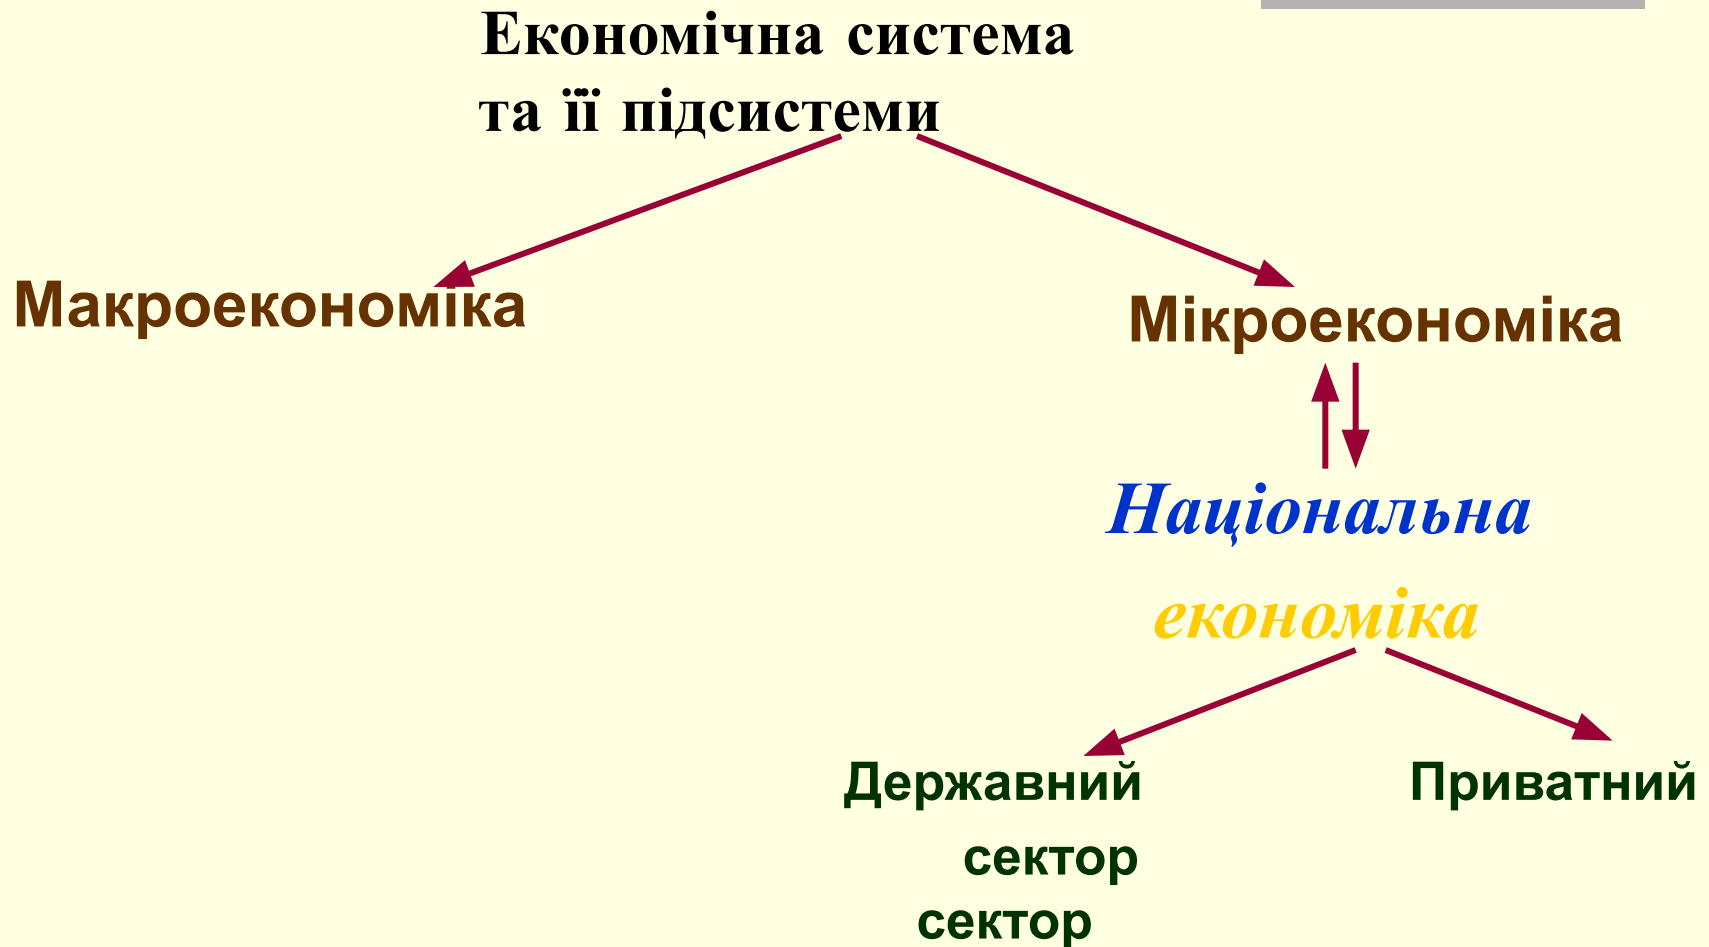 Економічна система
та її підсистеми
Макроекономіка
Мікроекономіка
Національна
економіка
Державний Приватний
сектор
сектор